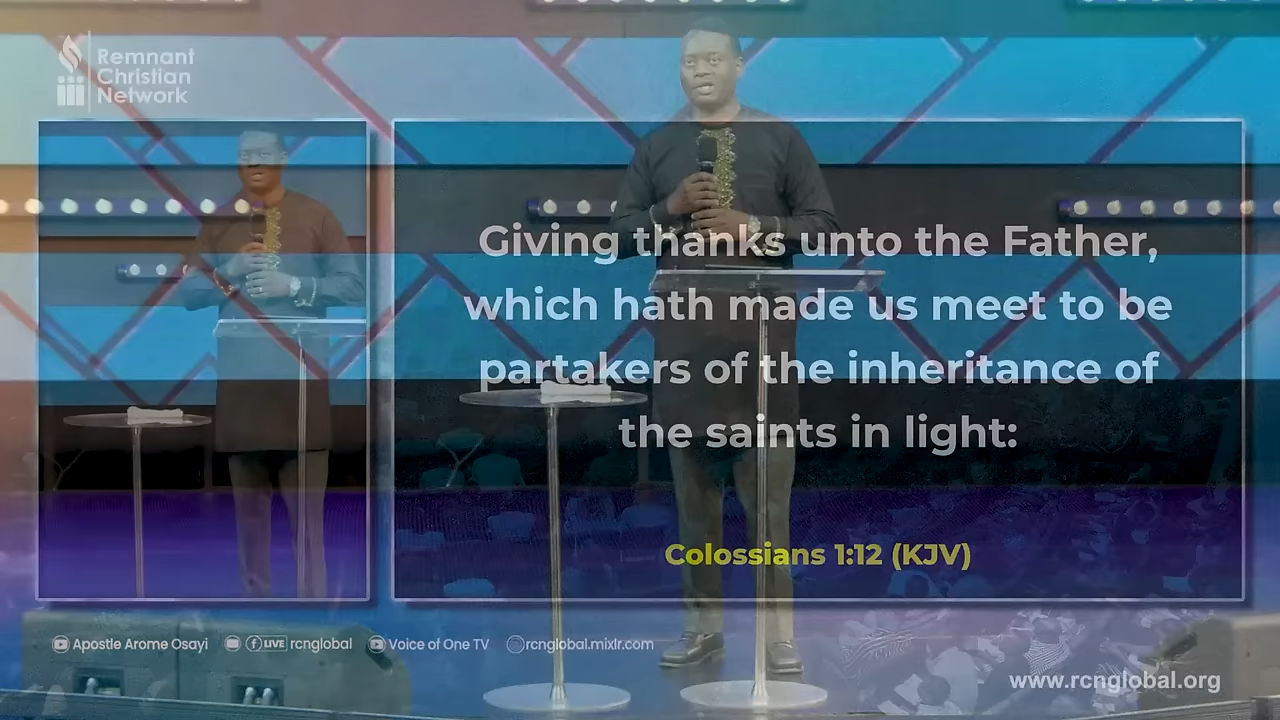 Remnant
Christian
Network
Giving thanks unto the Father,
which hath made us meet to be
partakers of the inheritance of
the saints in light:
Colossians 1:12 (KJV)
Apostle Arome Osayi
LIVE rcnglobal
Voice of One TV
rcnglobal.mixlr.com
www.rcnglobal.org